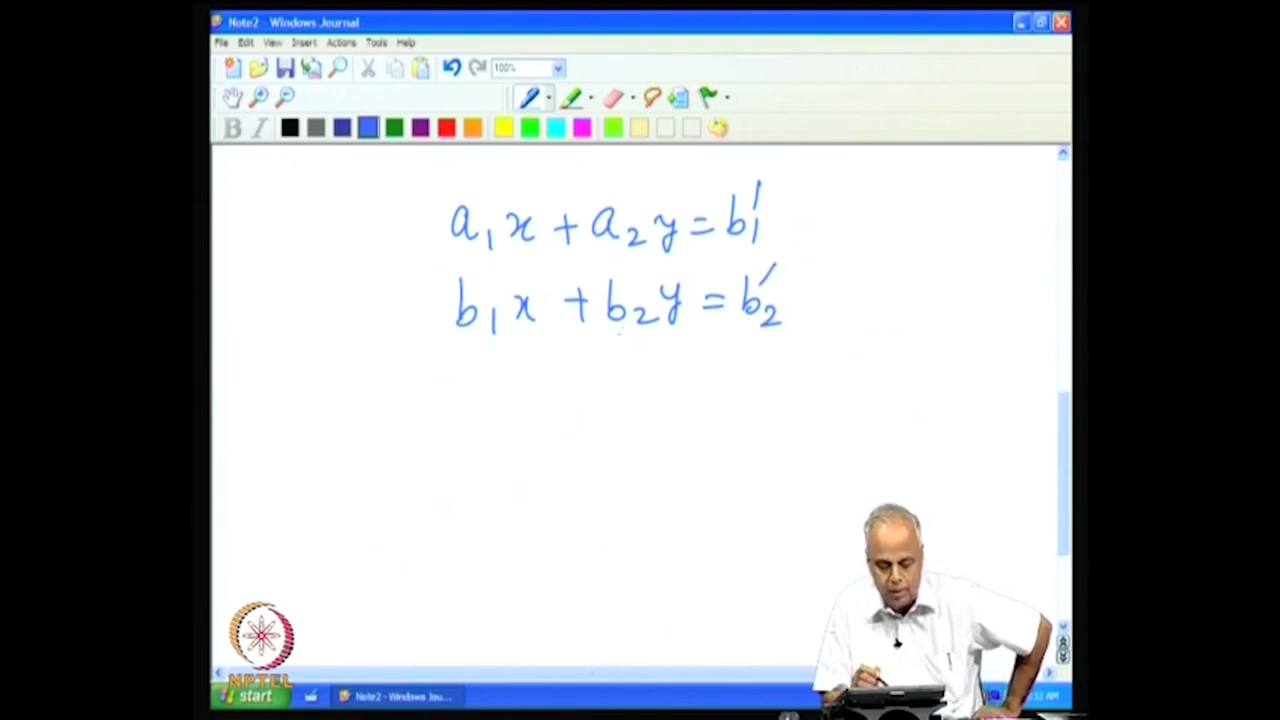 Note2 - Windows Journal
File Edit View Insert Actions Tools Help
100%
B I
a₁x + a₂y = b₁′
b₁x + b₂y = b₂′
NPTEL
start Note2 - Windows Jou...